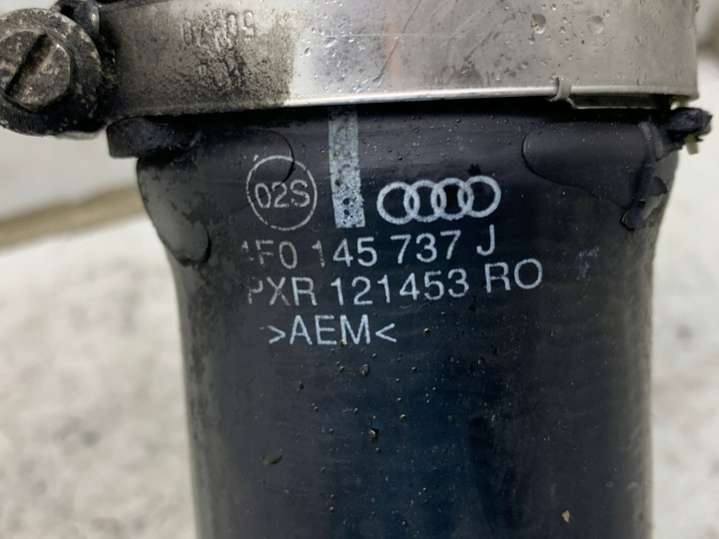 02S
4F0 145 737 J
PXR 121453 RO
>AEM<